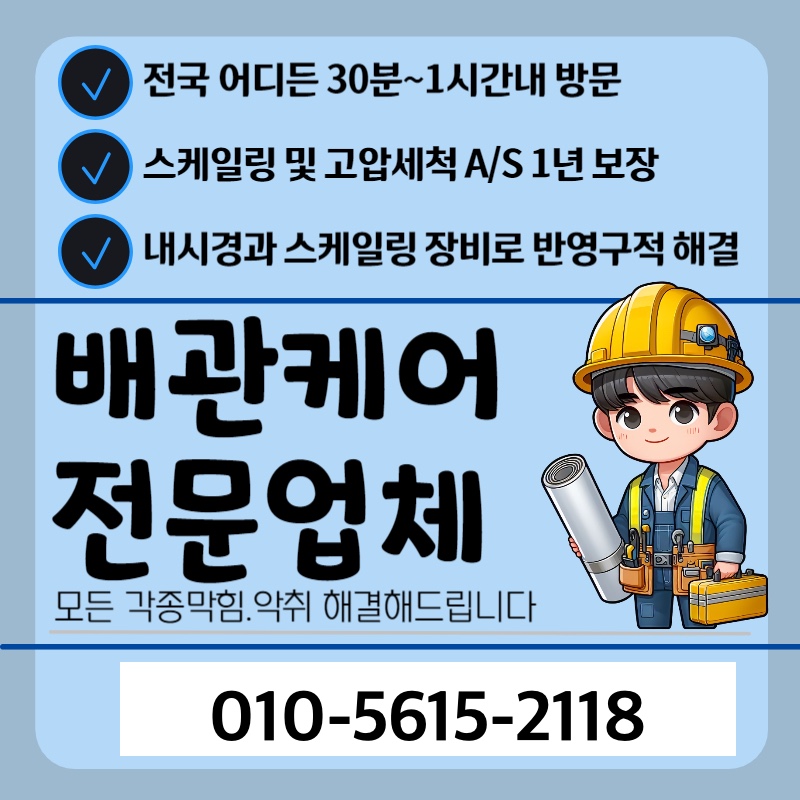 전국 어디든 30분~1시간내 방문
스케일링 및 고압세척 A/S 1년 보장
내시경과 스케일링 장비로 반영구적 해결
배관케어
전문업체
모든 각종막힘.악취 해결해드립니다
010-5615-2118